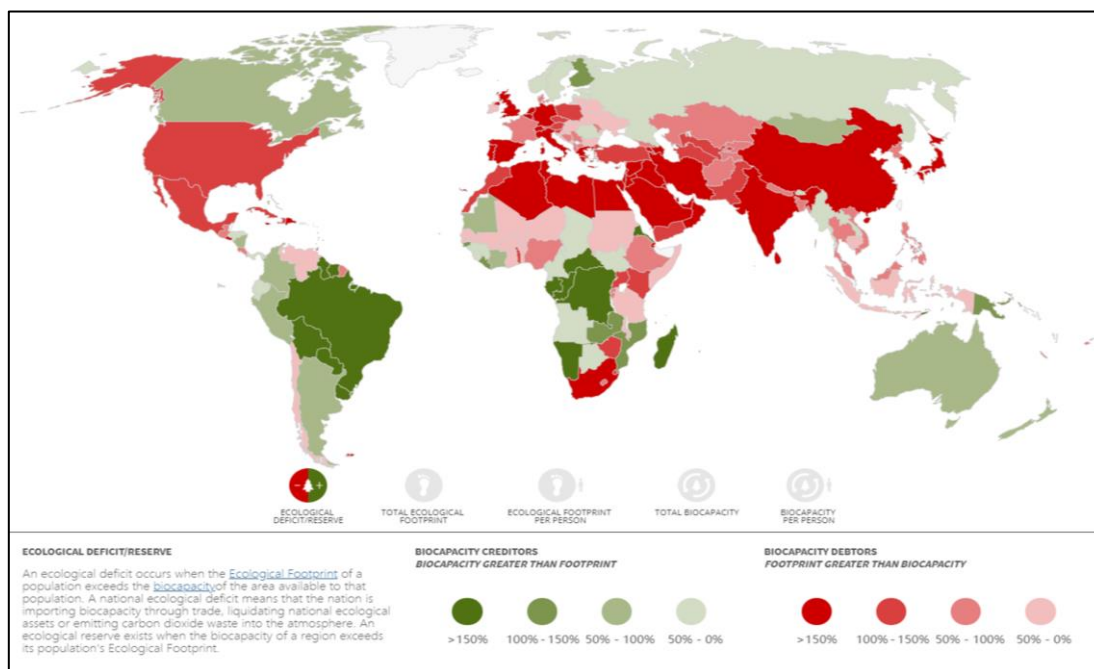 ECOLOGICAL
DEFICIT/RESERVE
TOTAL ECOLOGICAL
FOOTPRINT
ECOLOGICAL FOOTPRINT
PER PERSON
TOTAL BIOCAPACITY
BIOCAPACITY
PER PERSON
ECOLOGICAL DEFICIT/RESERVE
An ecological deficit occurs when the Ecological Footprint of a
population exceeds the biocapacityof the area available to that
population. A national ecological deficit means that the nation is
importing biocapacity through trade, liquidating national ecological
assets or emitting carbon dioxide waste into the atmosphere. An
ecological reserve exists when the biocapacity of a region exceeds
its population's Ecological Footprint.
BIOCAPACITY CREDITORS
BIOCAPACITY GREATER THAN FOOTPRINT
>150% 100% - 150% 50% - 100% 50% - 0%
BIOCAPACITY DEBTORS
FOOTPRINT GREATER THAN BIOCAPACITY
>150% 100% - 150% 50% - 100% 50% - 0%